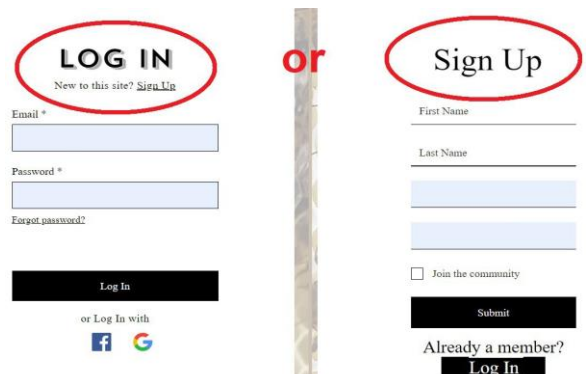 LOG IN
New to this site? Sign Up
Email *
Password *
Forgot password?
Log In
or Log In with
or
Sign Up
First Name
Last Name
Join the community
Submit
Already a member?
Log In